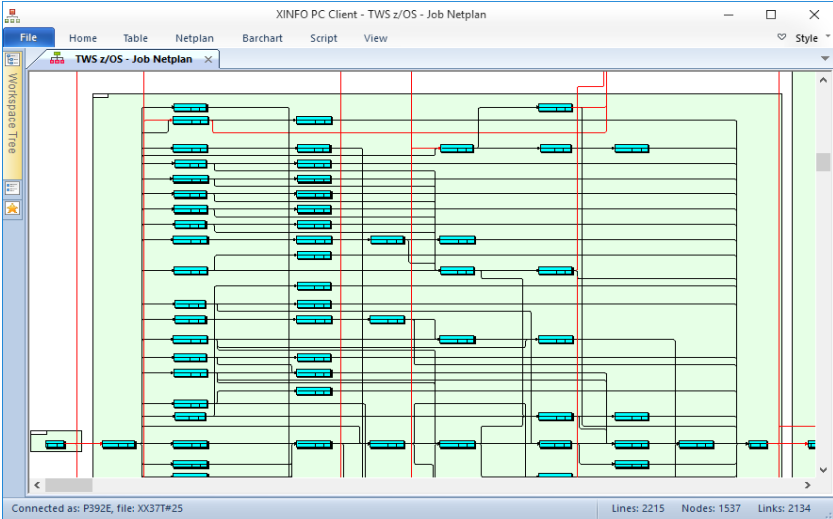 XINFO PC Client - TWS z/OS - Job Netplan
File Home Table Netplan Barchart Script View Style
TWS z/OS - Job Netplan
Workspace Tree
Connected as: P392E, file: XX37T#25 Lines: 2215 Nodes: 1537 Links: 2134